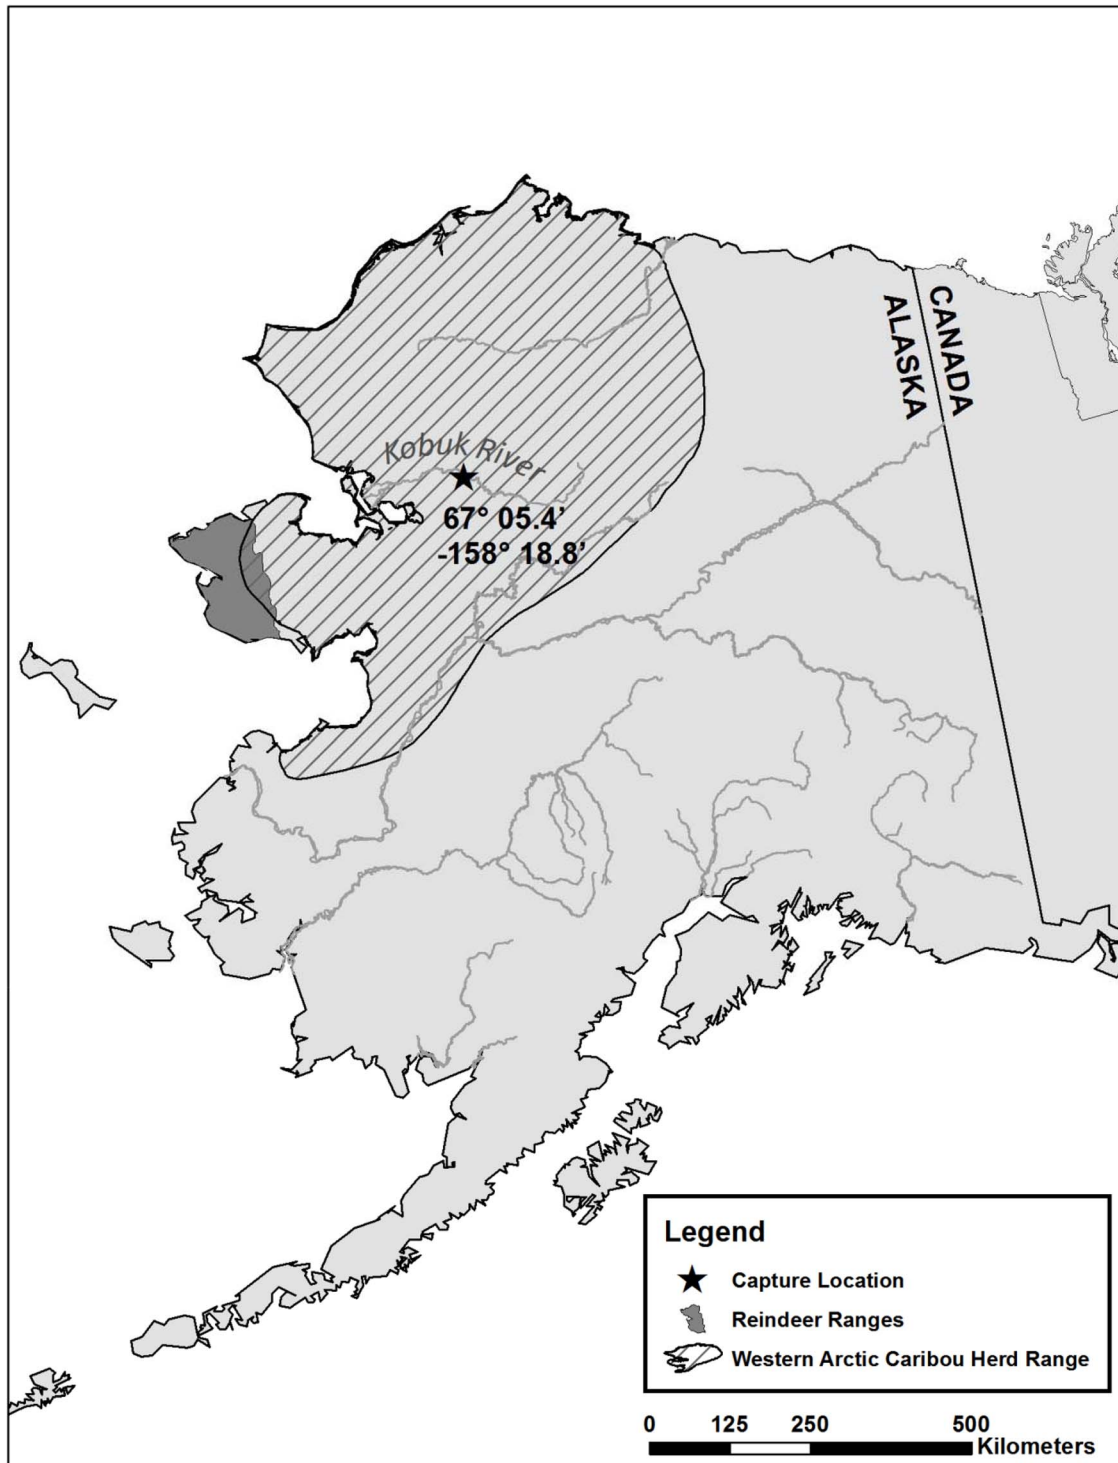 CANADA
ALASKA
Kobuk River
67° 05.4’
-158° 18.8’
Legend
Capture Location
Reindeer Ranges
Western Arctic Caribou Herd Range
0 125 250 500
Kilometers